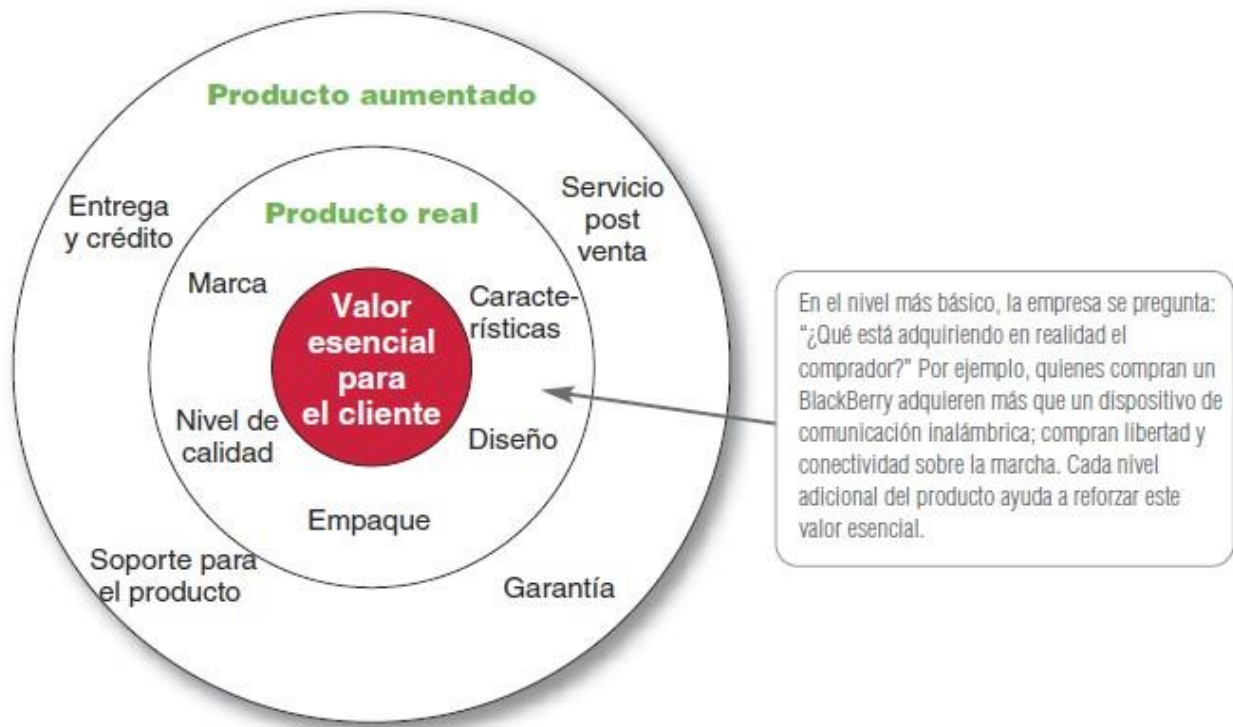 Producto aumentado
Entrega
y crédito
Servicio
post
venta
Producto real
Marca
Caracte-
rísticas
Valor
esencial
para
el cliente
Nivel de
calidad
Diseño
Empaque
Soporte para
el producto
Garantía
En el nivel más básico, la empresa se pregunta:
“¿Qué está adquiriendo en realidad el
comprador?” Por ejemplo, quienes compran un
BlackBerry adquieren más que un dispositivo de
comunicación inalámbrica; compran libertad y
conectividad sobre la marcha. Cada nivel
adicional del producto ayuda a reforzar este
valor esencial.